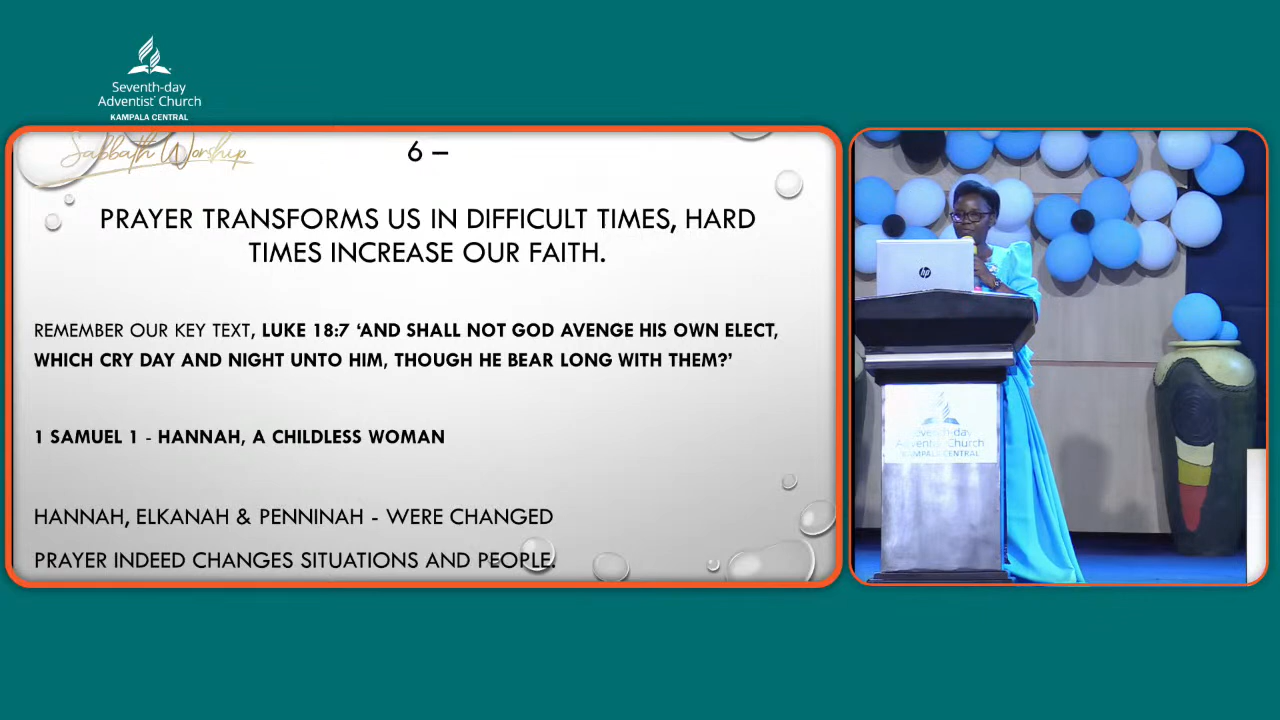 Seventh-day
Adventist® Church
KAMPALA CENTRAL
Sabbath Worship
6 –
PRAYER TRANSFORMS US IN DIFFICULT TIMES, HARD
TIMES INCREASE OUR FAITH.
REMEMBER OUR KEY TEXT, LUKE 18:7 ‘AND SHALL NOT GOD AVENGE HIS OWN ELECT,
WHICH CRY DAY AND NIGHT UNTO HIM, THOUGH HE BEAR LONG WITH THEM?’
1 SAMUEL 1 - HANNAH, A CHILDLESS WOMAN
HANNAH, ELKANAH & PENNINAH - WERE CHANGED
PRAYER INDEED CHANGES SITUATIONS AND PEOPLE.
hp
Seventh-day
Adventist Church
KAMPALA CENTRAL